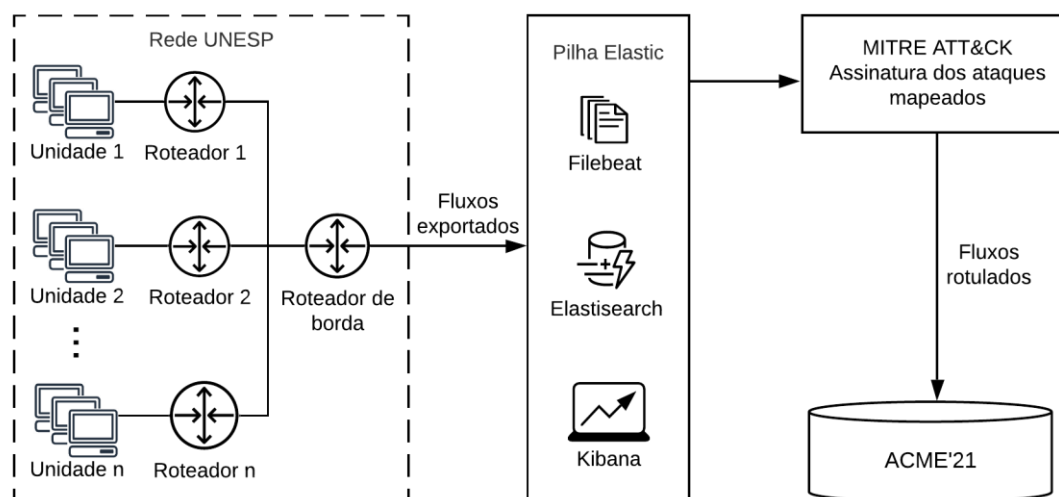 Rede UNESP
Unidade 1
Roteador 1
Unidade 2
Roteador 2
Roteador de
borda
Unidade n
Roteador n
Fluxos
exportados
Pilha Elastic
Filebeat
Elastisearch
Kibana
MITRE ATT&CK
Assinatura dos ataques
mapeados
Fluxos
rotulados
ACME'21